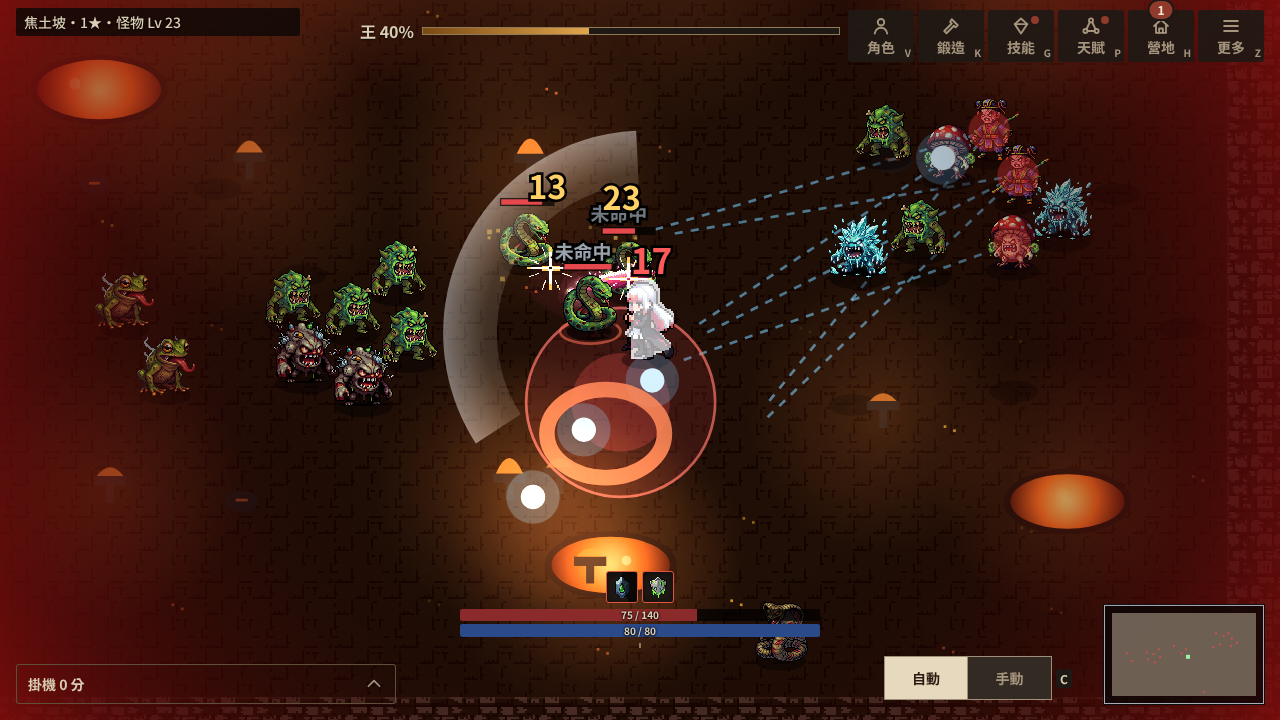 焦土坡・1★・怪物 Lv 23
王 40%
角色 V
鍛造 K
技能 G
天賦 P
1
營地 H
更多 Z
13
23
未命中
未命中
17
75 / 140
80 / 80
掛機 0 分
自動
手動
C